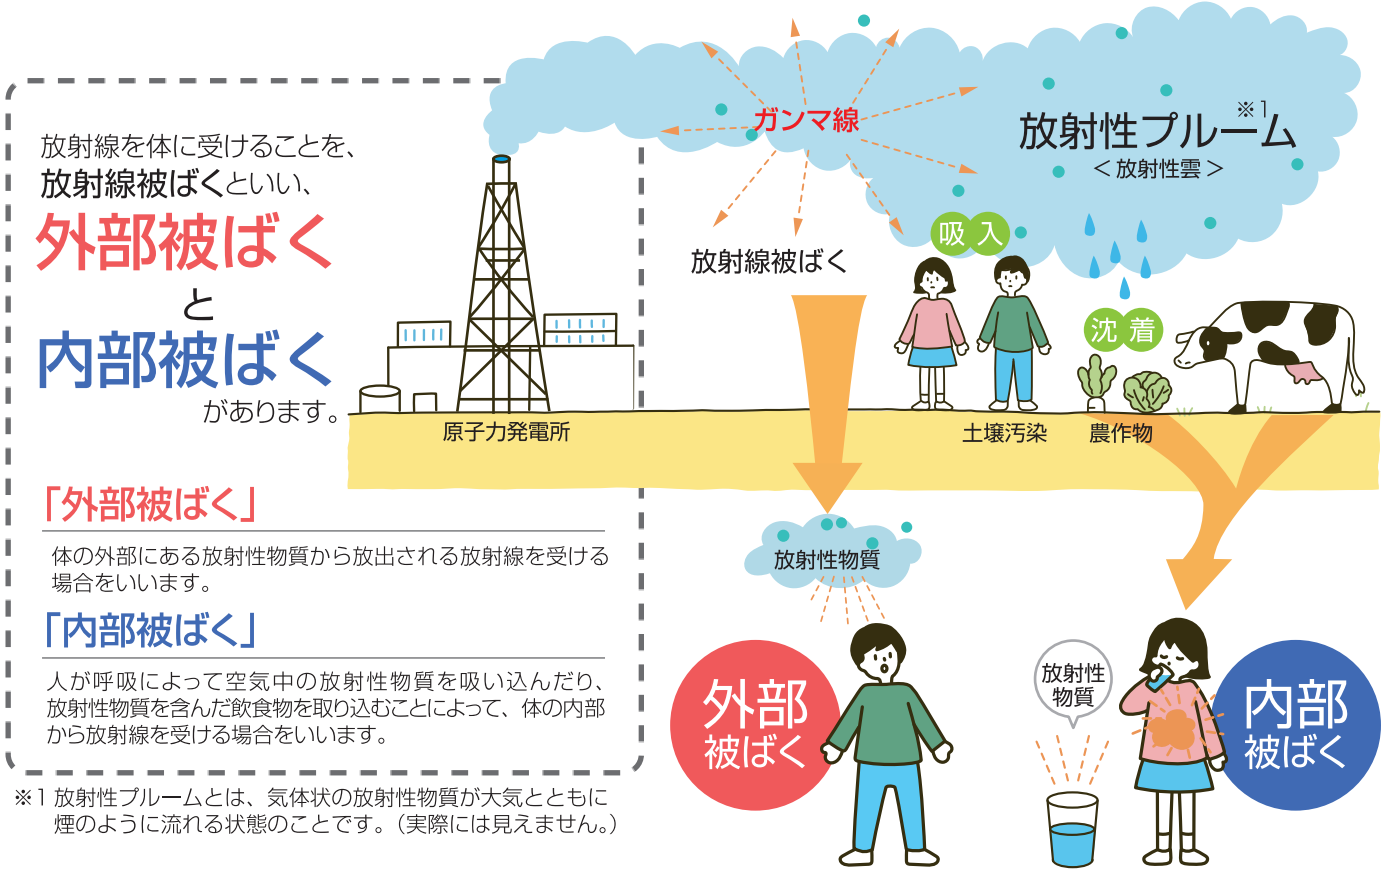 放射線を体に受けることを、
放射線被ばくといい、
外部被ばく
と
内部被ばく
があります。
「外部被ばく」
体の外部にある放射性物質から放出される放射線を受ける
場合をいいます。
「内部被ばく」
人が呼吸によって空気中の放射性物質を吸い込んだり、
放射性物質を含んだ飲食物を取り込むことによって、体の内部
から放射線を受ける場合をいいます。
※1 放射性プルームとは、気体状の放射性物質が大気とともに
煙のように流れる状態のことです。（実際には見えません。）
ガンマ線
放射性プルーム※1
＜放射性雲＞
放射線被ばく
吸入
沈着
原子力発電所
土壌汚染
農作物
放射性物質
外部
被ばく
放射性
物質
内部
被ばく